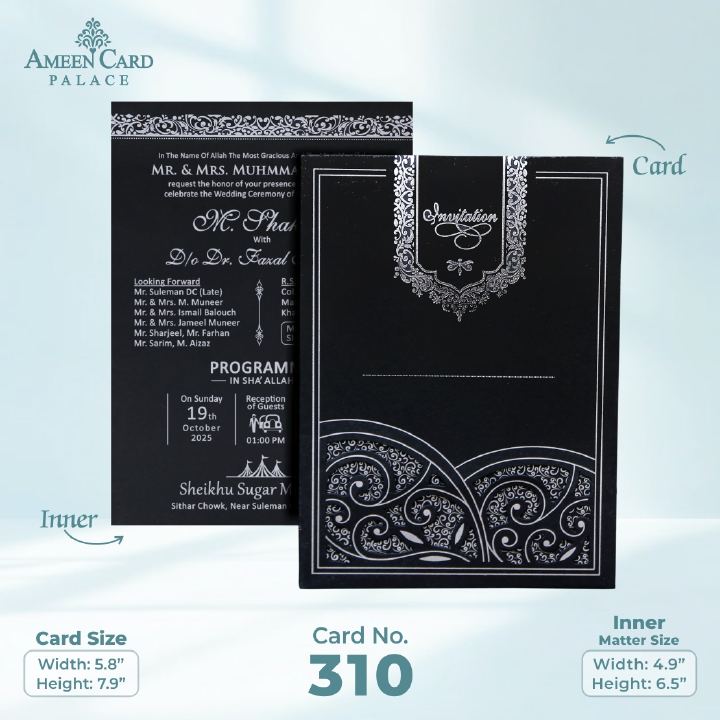 AMEEN CARD
PALACE
In The Name Of Allah The Most Gracious
MR. & MRS. MUHMMA
request the honor of your presence
celebrate the Wedding Ceremony of
M. Shah
With
D/o Dr. Fazal
Looking Forward
Mr. Suleman DC (Late)
Mr. & Mrs. M. Muneer
Mr. & Mrs. Ismail Balouch
Mr. & Mrs. Jameel Muneer
Mr. Sharjeel, Mr. Farhan
Mr. Sarim, M. Aizaz
R.S
PROGRAM
IN SHA' ALLAH
On Sunday
19th
October
2025
Reception
of Guests
01:00 PM
Sheikhu Sugar M
Sithar Chowk, Near Suleman
Invitation
Card
Inner
Card Size
Width: 5.8”
Height: 7.9”
Card No.
310
Inner
Matter Size
Width: 4.9”
Height: 6.5”